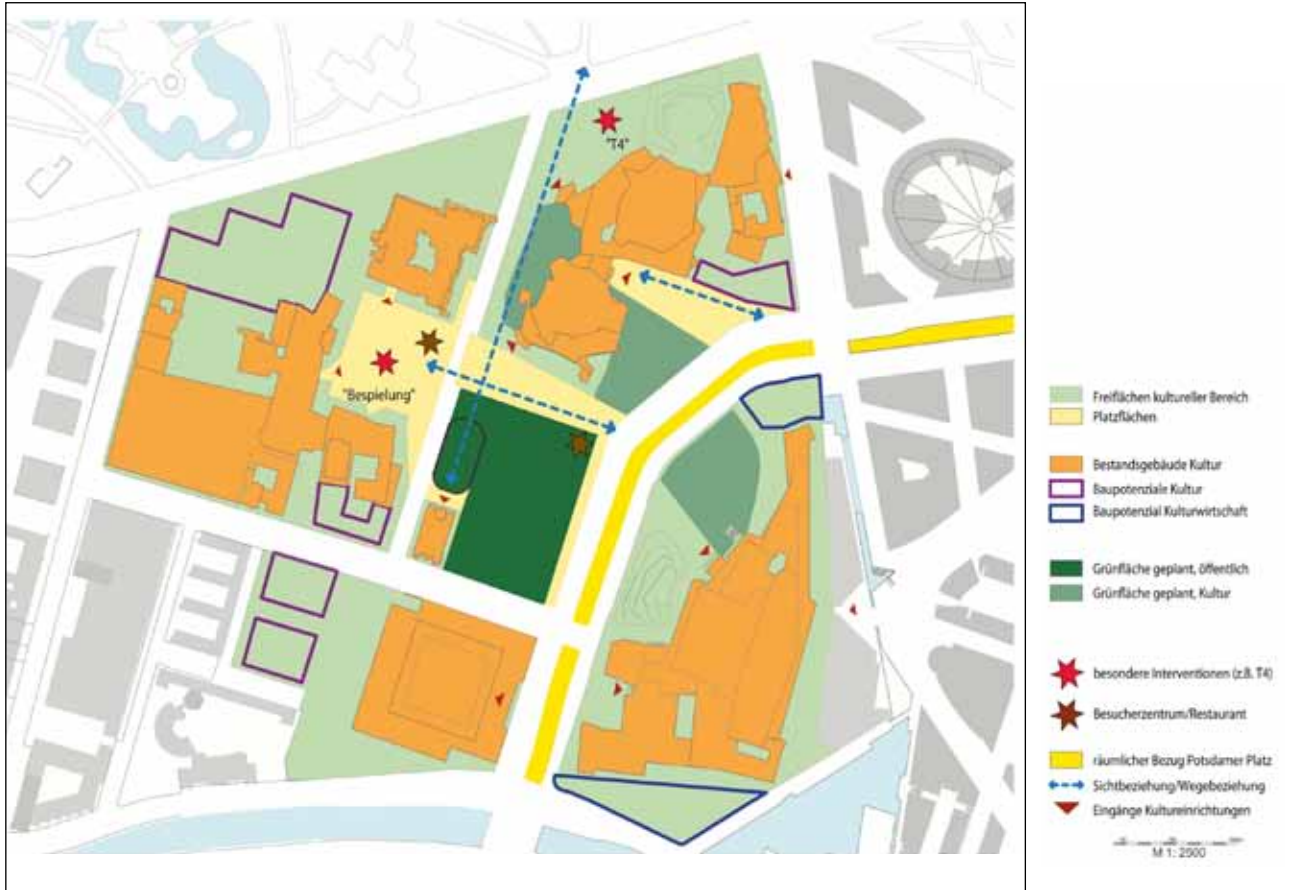 "T4"
"Bespielung"
Freiflächen kultureller Bereich
Platzflächen
Bestandsgebäude Kultur
Baupotenziale Kultur
Baupotenzial Kulturwirtschaft
Grünfläche geplant, öffentlich
Grünfläche geplant, Kultur
besondere Interventionen (z.B. T4)
Besucherzentrum/Restaurant
räumlicher Bezug Potsdamer Platz
Sichtbeziehung/Wegebeziehung
Eingänge Kultureinrichtungen
M 1: 2500